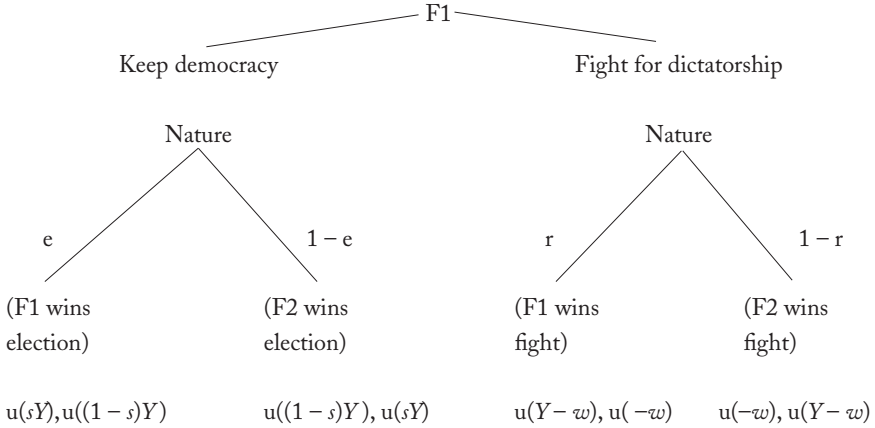 F1
Keep democracy Fight for dictatorship
Nature Nature
e 1 – e r 1 – r
(F1 wins (F2 wins (F1 wins (F2 wins
election) election) fight) fight)
u(sY),u((1 – s)Y) u((1 – s)Y), u(sY) u(Y – w), u( –w) u(–w), u(Y – w)